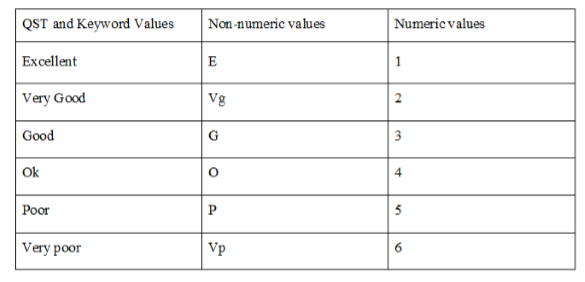 QST and Keyword Values Non-numeric values Numeric values
Excellent E 1
Very Good Vg 2
Good G 3
Ok O 4
Poor P 5
Very poor Vp 6